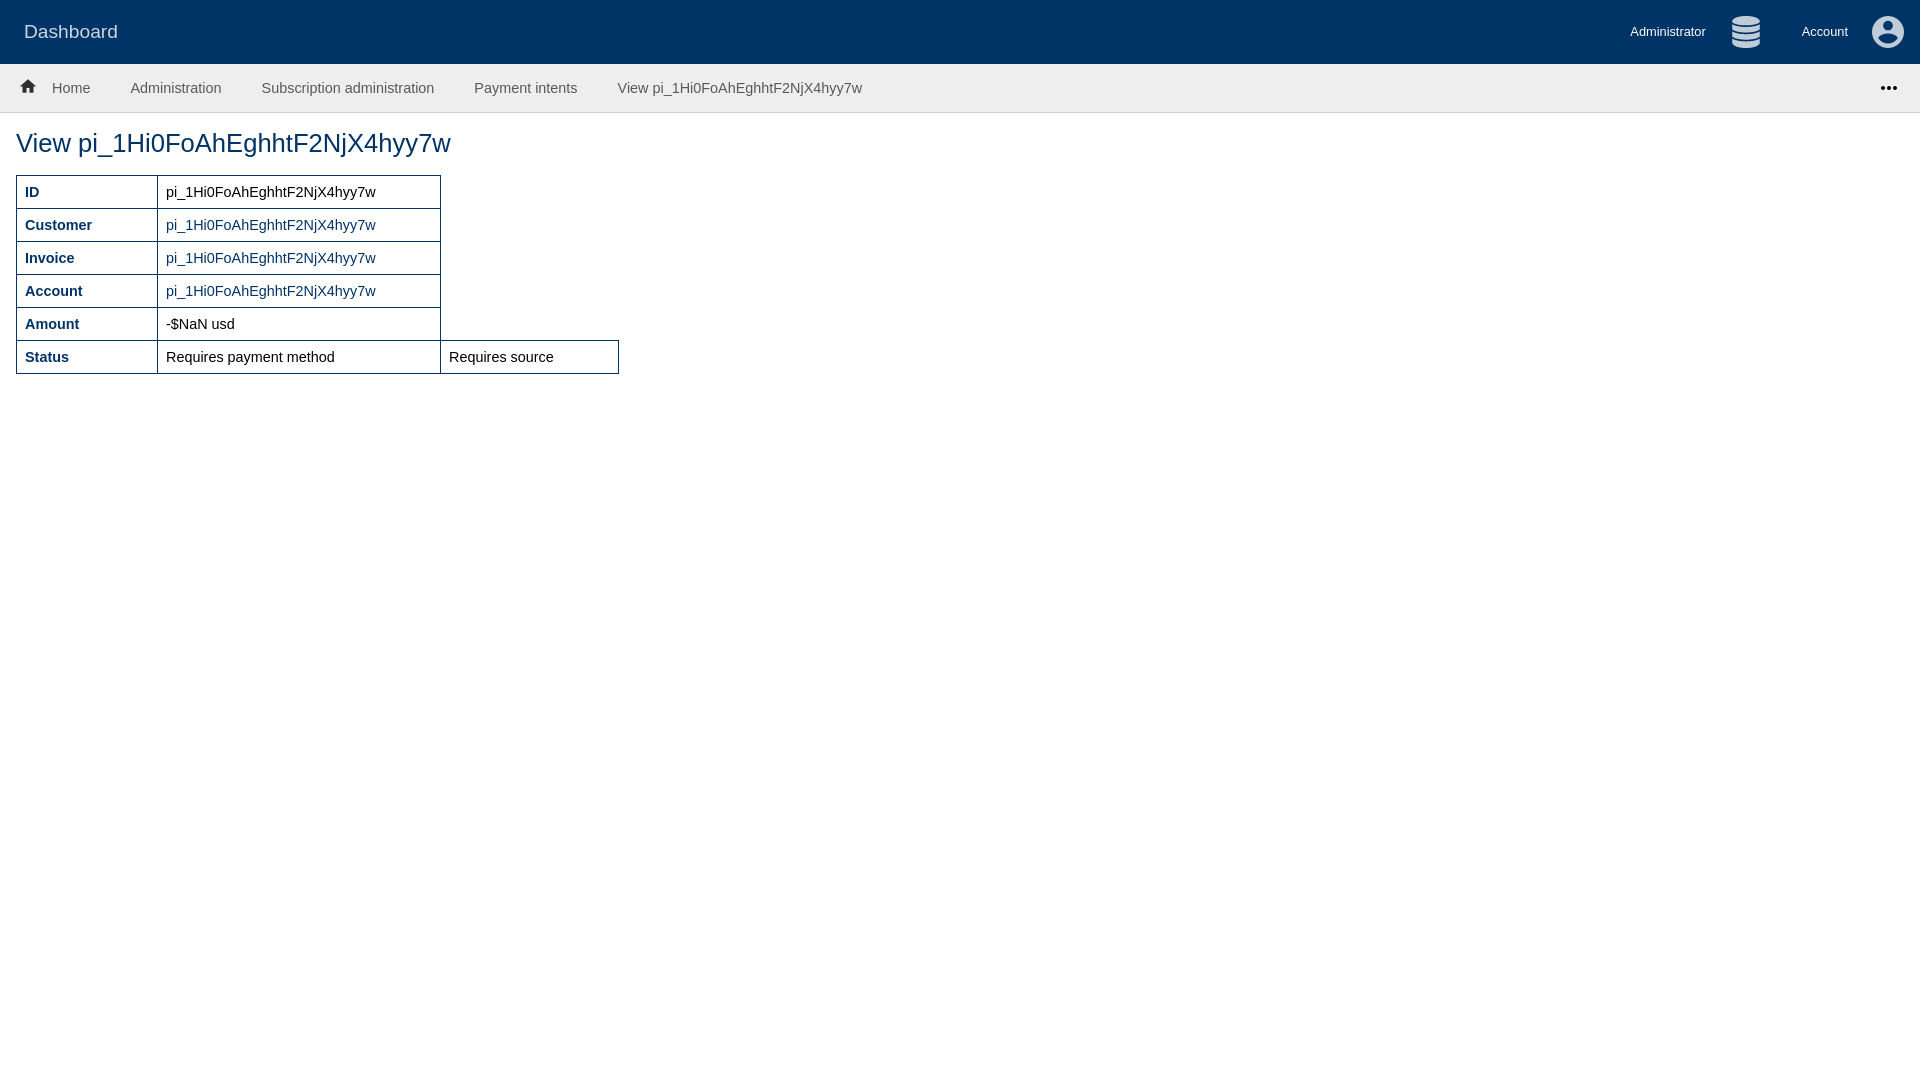 Dashboard
Administrator
Account
Home
Administration
Subscription administration
Payment intents
View pi_1Hi0FoAhEghhtF2NjX4hyy7w
View pi_1Hi0FoAhEghhtF2NjX4hyy7w
ID pi_1Hi0FoAhEghhtF2NjX4hyy7w
Customer pi_1Hi0FoAhEghhtF2NjX4hyy7w
Invoice pi_1Hi0FoAhEghhtF2NjX4hyy7w
Account pi_1Hi0FoAhEghhtF2NjX4hyy7w
Amount -$NaN usd
Status Requires payment method Requires source